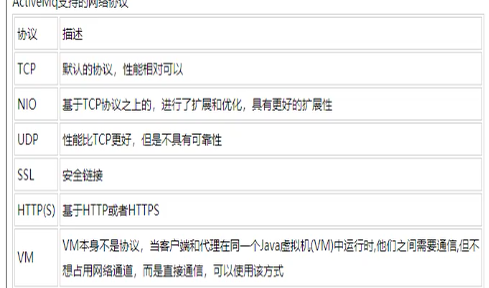 ActiveMq支持的网络协议
协议 描述
TCP 默认的协议，性能相对可以
NIO 基于TCP协议之上的，进行了扩展和优化，具有更好的扩展性
UDP 性能比TCP更好，但是不具有可靠性
SSL 安全链接
HTTP(S) 基于HTTP或者HTTPS
VM VM本身不是协议，当客户端和代理在同一个Java虚拟机(VM)中运行时,他们之间需要通信,但不
想占用网络通道，而是直接通信，可以使用该方式